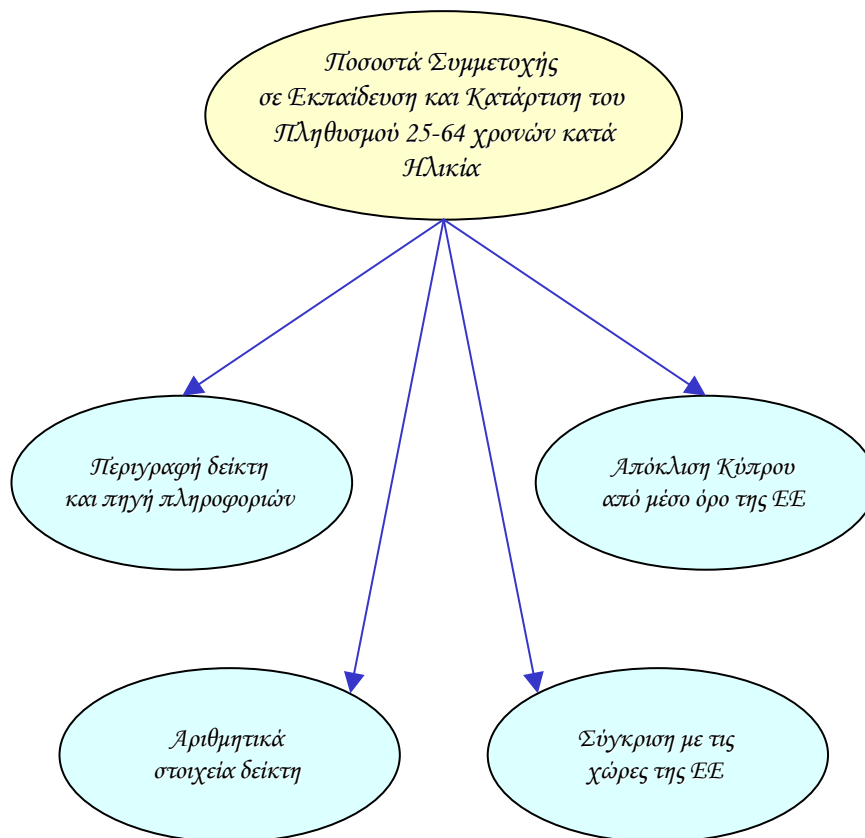 Ποσοστά Συμμετοχής
σε Εκπαίδευση και Κατάρτιση του
Πληθυσμού 25-64 χρονών κατά
Ηλικία
Περιγραφή δείκτη
και πηγή πληροφοριών
Απόκλιση Κύπρου
από μέσο όρο της ΕΕ
Αριθμητικά
στοιχεία δείκτη
Σύγκριση με τις
χώρες της ΕΕ